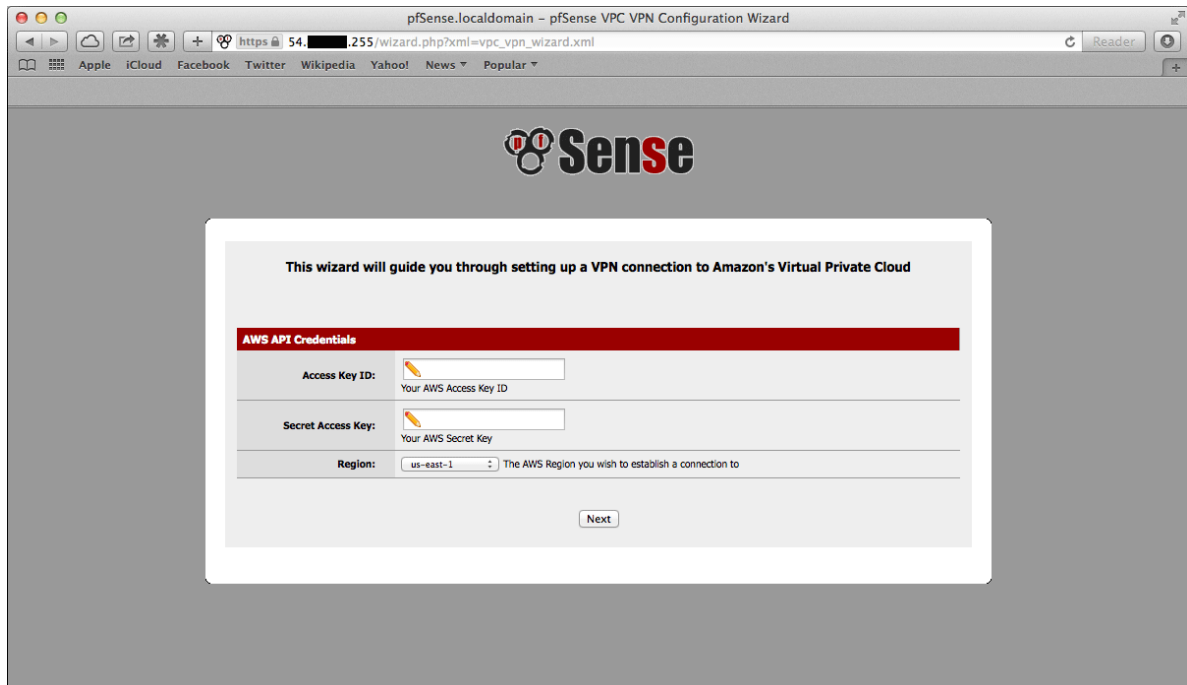 pfSense.localdomain – pfSense VPC VPN Configuration Wizard
https 54. .255/wizard.php?xml=vpc_vpn_wizard.xml
Reader
Apple iCloud Facebook Twitter Wikipedia Yahoo! News Popular
pf Sense
This wizard will guide you through setting up a VPN connection to Amazon's Virtual Private Cloud
AWS API Credentials
Access Key ID:
Your AWS Access Key ID
Secret Access Key:
Your AWS Secret Key
Region: us-east-1 The AWS Region you wish to establish a connection to
Next